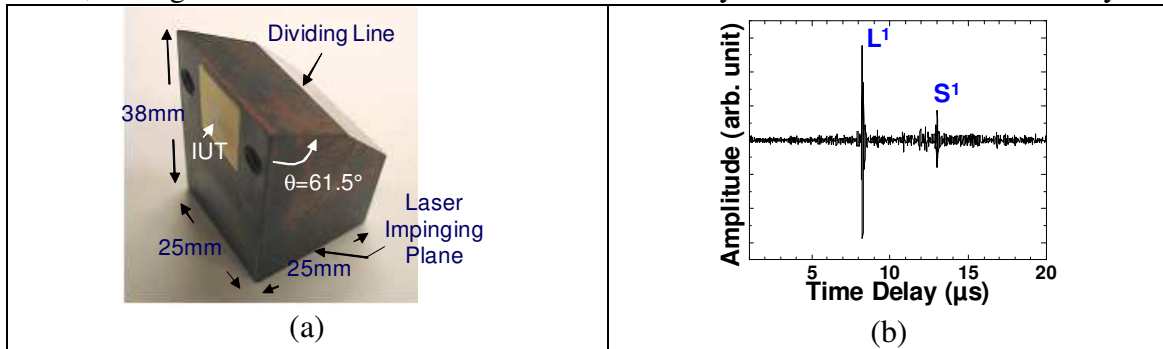 Dividing Line
38mm
IUT
θ=61.5°
Laser
Impinging
Plane
25mm
25mm
(a)
L¹
S¹
Amplitude (arb. unit)
5 10 15 20
Time Delay (µs)
(b)